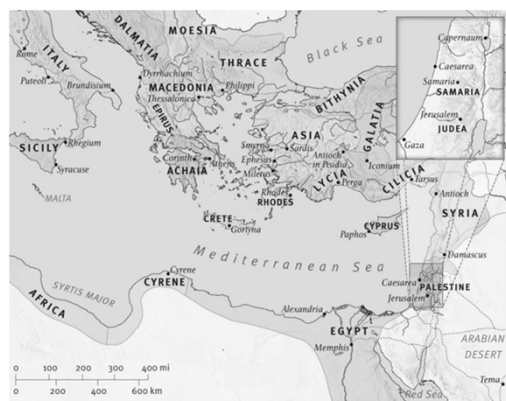 MOESIA
DALMATIA
Rome
ITALY
THRACE
Black Sea
Capernaum
Caesarea
Samaria
SAMARIA
Jerusalem
JUDEA
Gaza
Puteoli
Brundisium
Dyrrhachium
MACEDONIA
Philippi
Thessalonica
BITHYNIA
EPIRUS
ASIA
GALATIA
SICILY
Rhegium
Syracuse
Corinth
Athens
ACHAIA
Smyrna
Sardis
Ephesus
Miletus
Antioch
in Pisidia
Iconium
LYCIA
Perga
CILICIA
Tarsus
Antioch
MALTA
Rhodes
RHODES
SYRIA
CRETE
Gortyna
CYPRUS
Paphos
Mediterranean Sea
Damascus
Cyrene
CYRENE
SYRTIS MAJOR
AFRICA
Caesarea
PALESTINE
Jerusalem
Alexandria
EGYPT
Memphis
ARABIAN
DESERT
Tema
Red Sea
0 100 200 300 400 mi
0 200 400 600 km